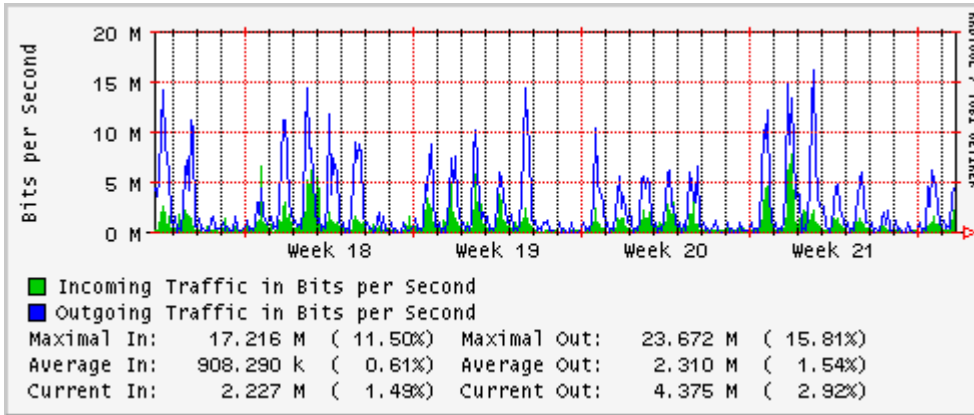 20 M
15 M
10 M
5 M
0 M
Bits per Second
Week 18 Week 19 Week 20 Week 21
Incoming Traffic in Bits per Second
Outgoing Traffic in Bits per Second
Maximal In: 17.216 M ( 11.50%) Maximal Out: 23.672 M ( 15.81%)
Average In: 908.290 k ( 0.61%) Average Out: 2.310 M ( 1.54%)
Current In: 2.227 M ( 1.49%) Current Out: 4.375 M ( 2.92%)